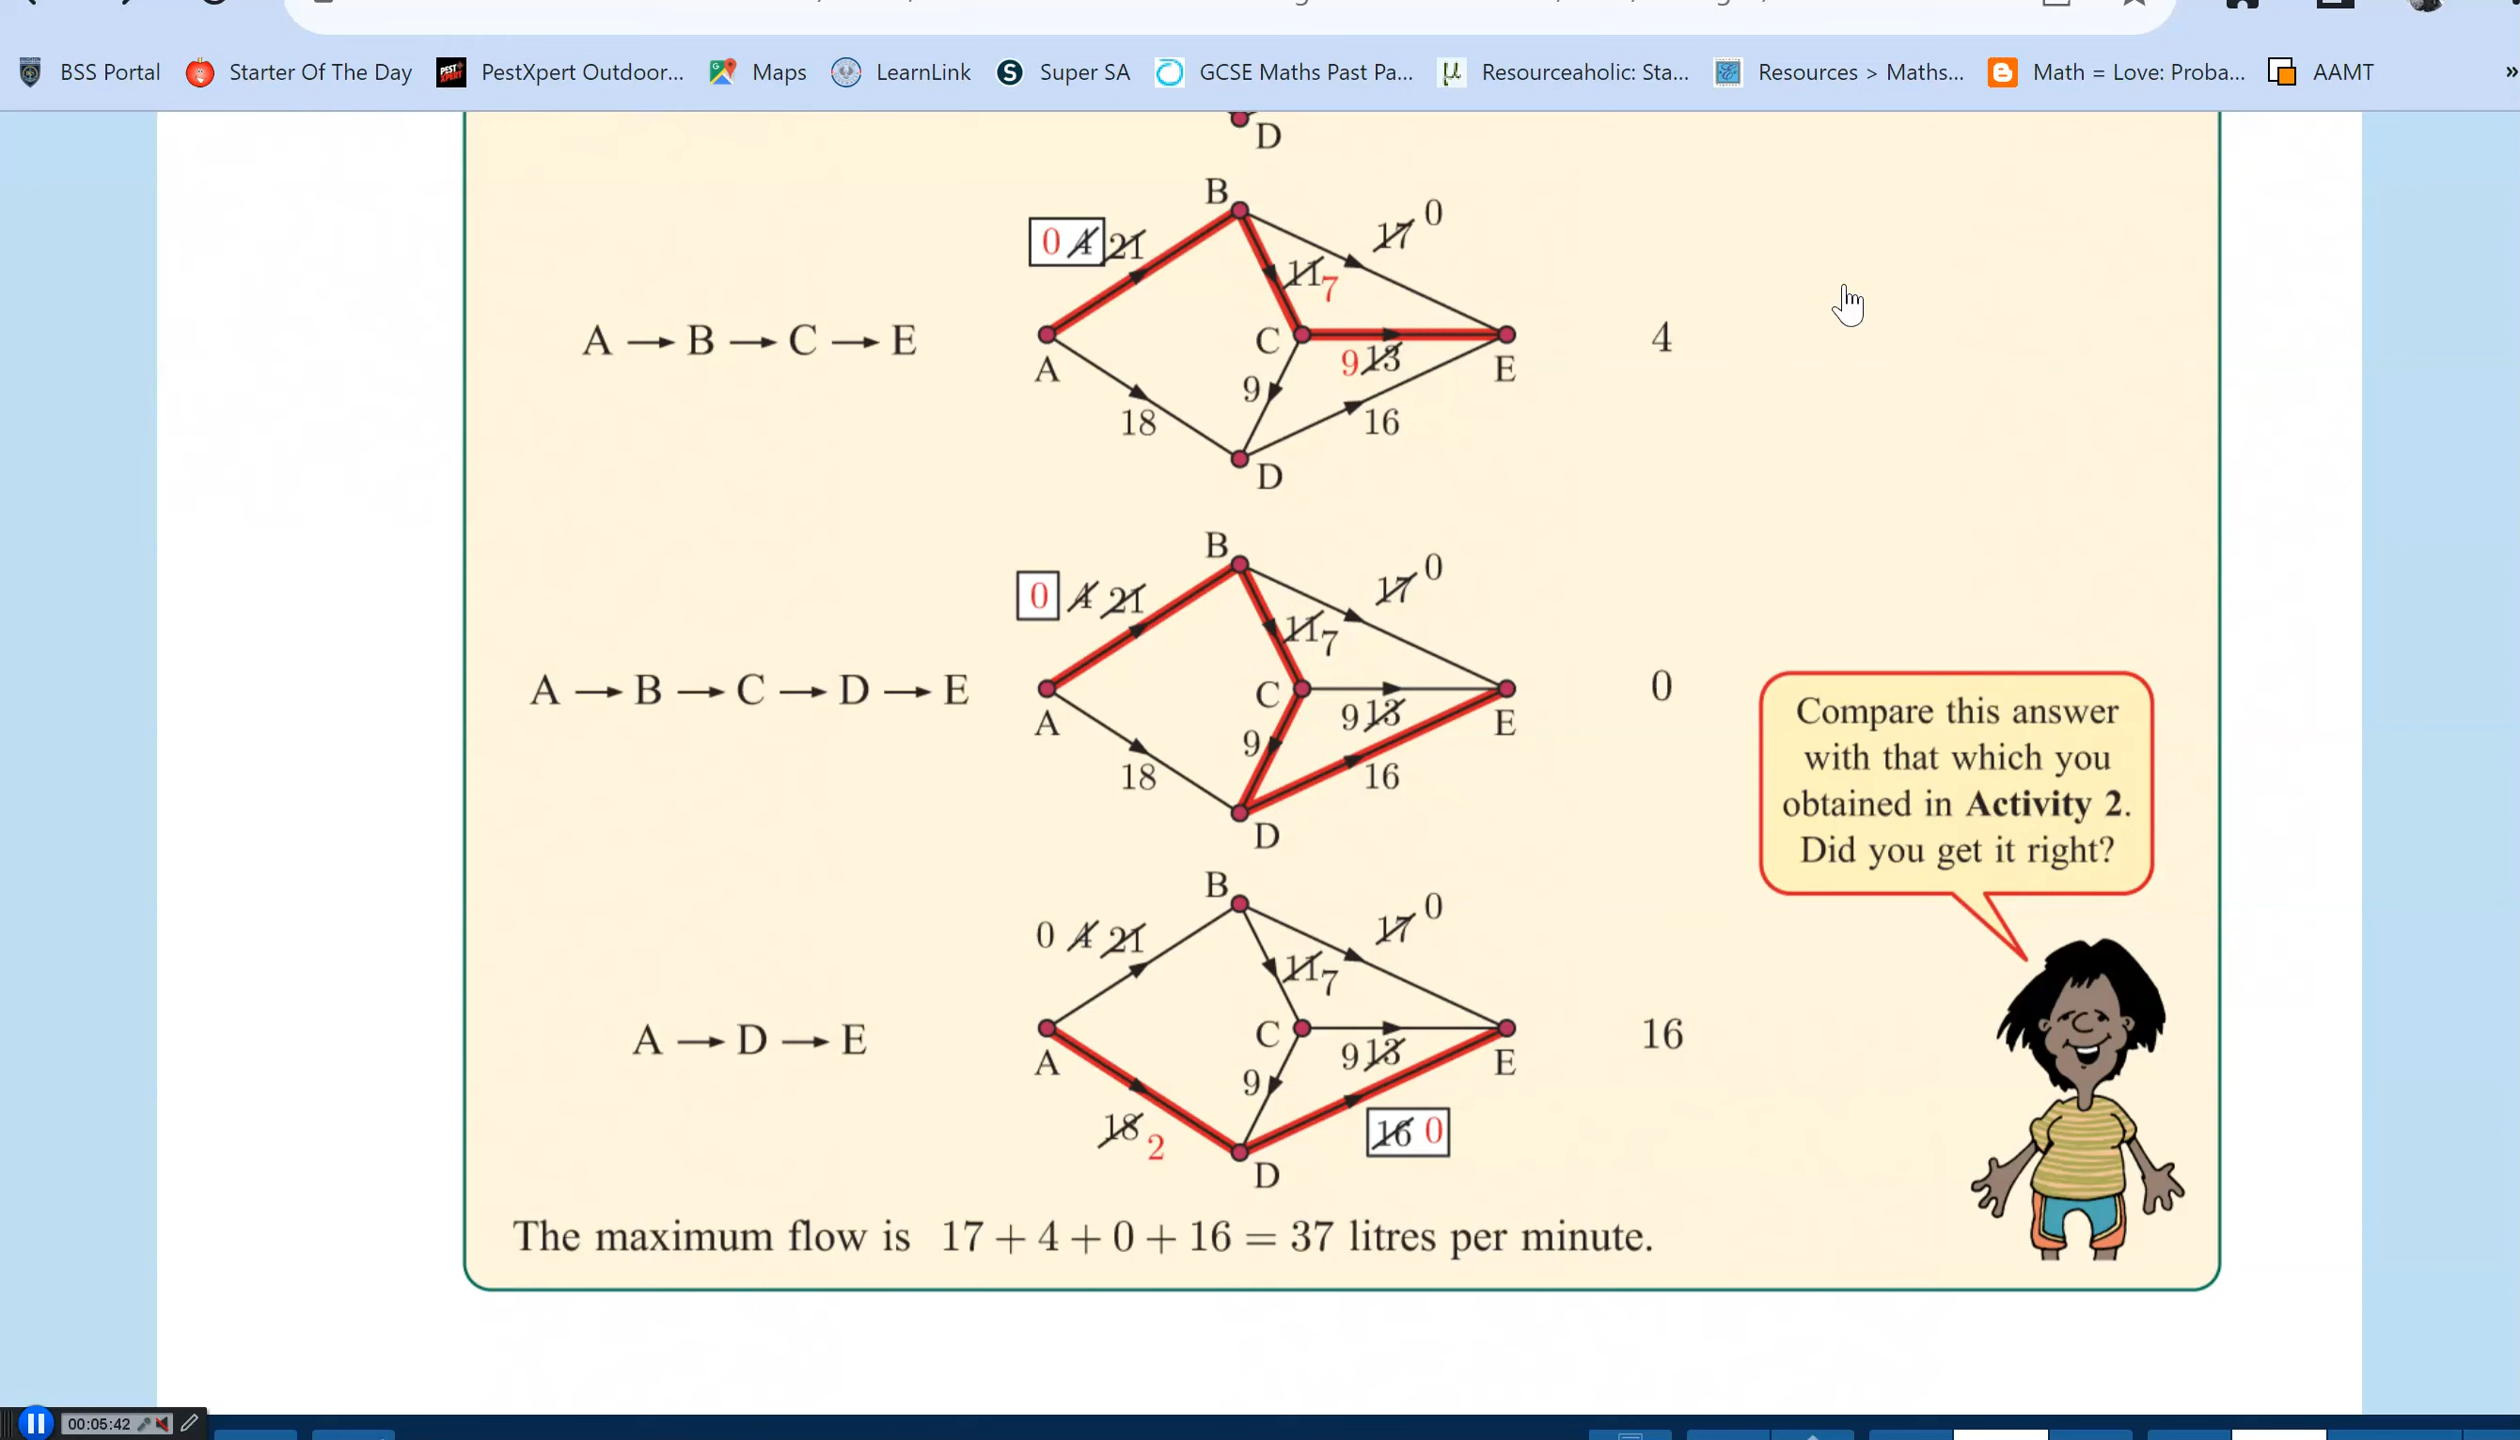 BSS Portal Starter Of The Day PestXpert Outdoor... Maps LearnLink Super SA GCSE Maths Past Pa... Resourceaholic: Sta... Resources > Maths... Math = Love: Proba... AAMT »
D
B
0 4 21
17 0
11 7
A → B → C → E
A
C
9 13
E
4
9
18
16
D
B
0 4 21
17 0
11 7
A → B → C → D → E
A
C
9 13
E
0
9
18
16
D
Compare this answer
with that which you
obtained in Activity 2.
Did you get it right?
B
0 4 21
17 0
11 7
A → D → E
A
C
9 13
E
16
9
18 2
16 0
D
The maximum flow is 17 + 4 + 0 + 16 = 37 litres per minute.
00:05:42